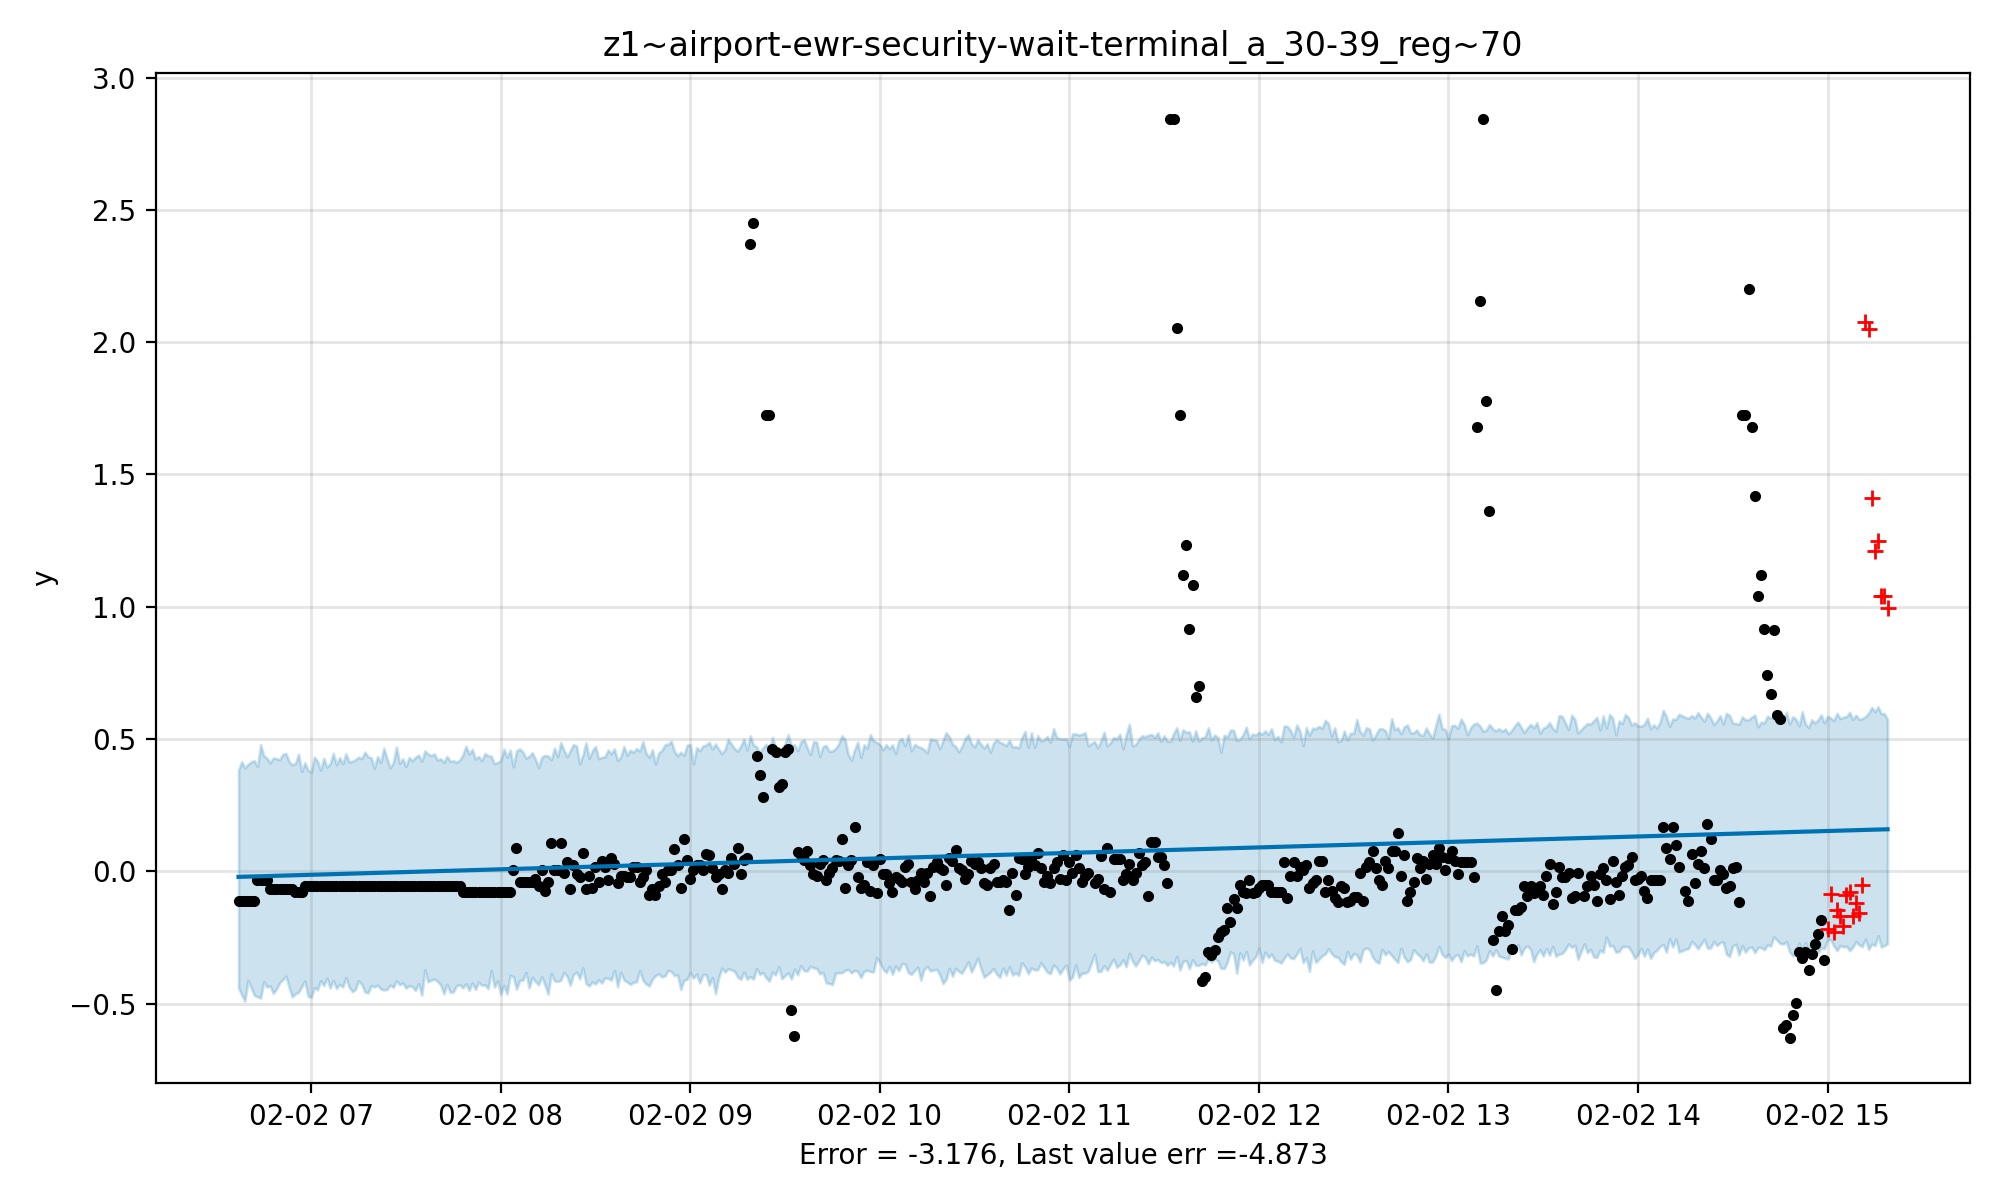 z1~airport-ewr-security-wait-terminal_a_30-39_reg~70
3.0
2.5
2.0
1.5
1.0
0.5
0.0
−0.5
y
02-02 07 02-02 08 02-02 09 02-02 10 02-02 11 02-02 12 02-02 13 02-02 14 02-02 15
Error = -3.176, Last value err =-4.873